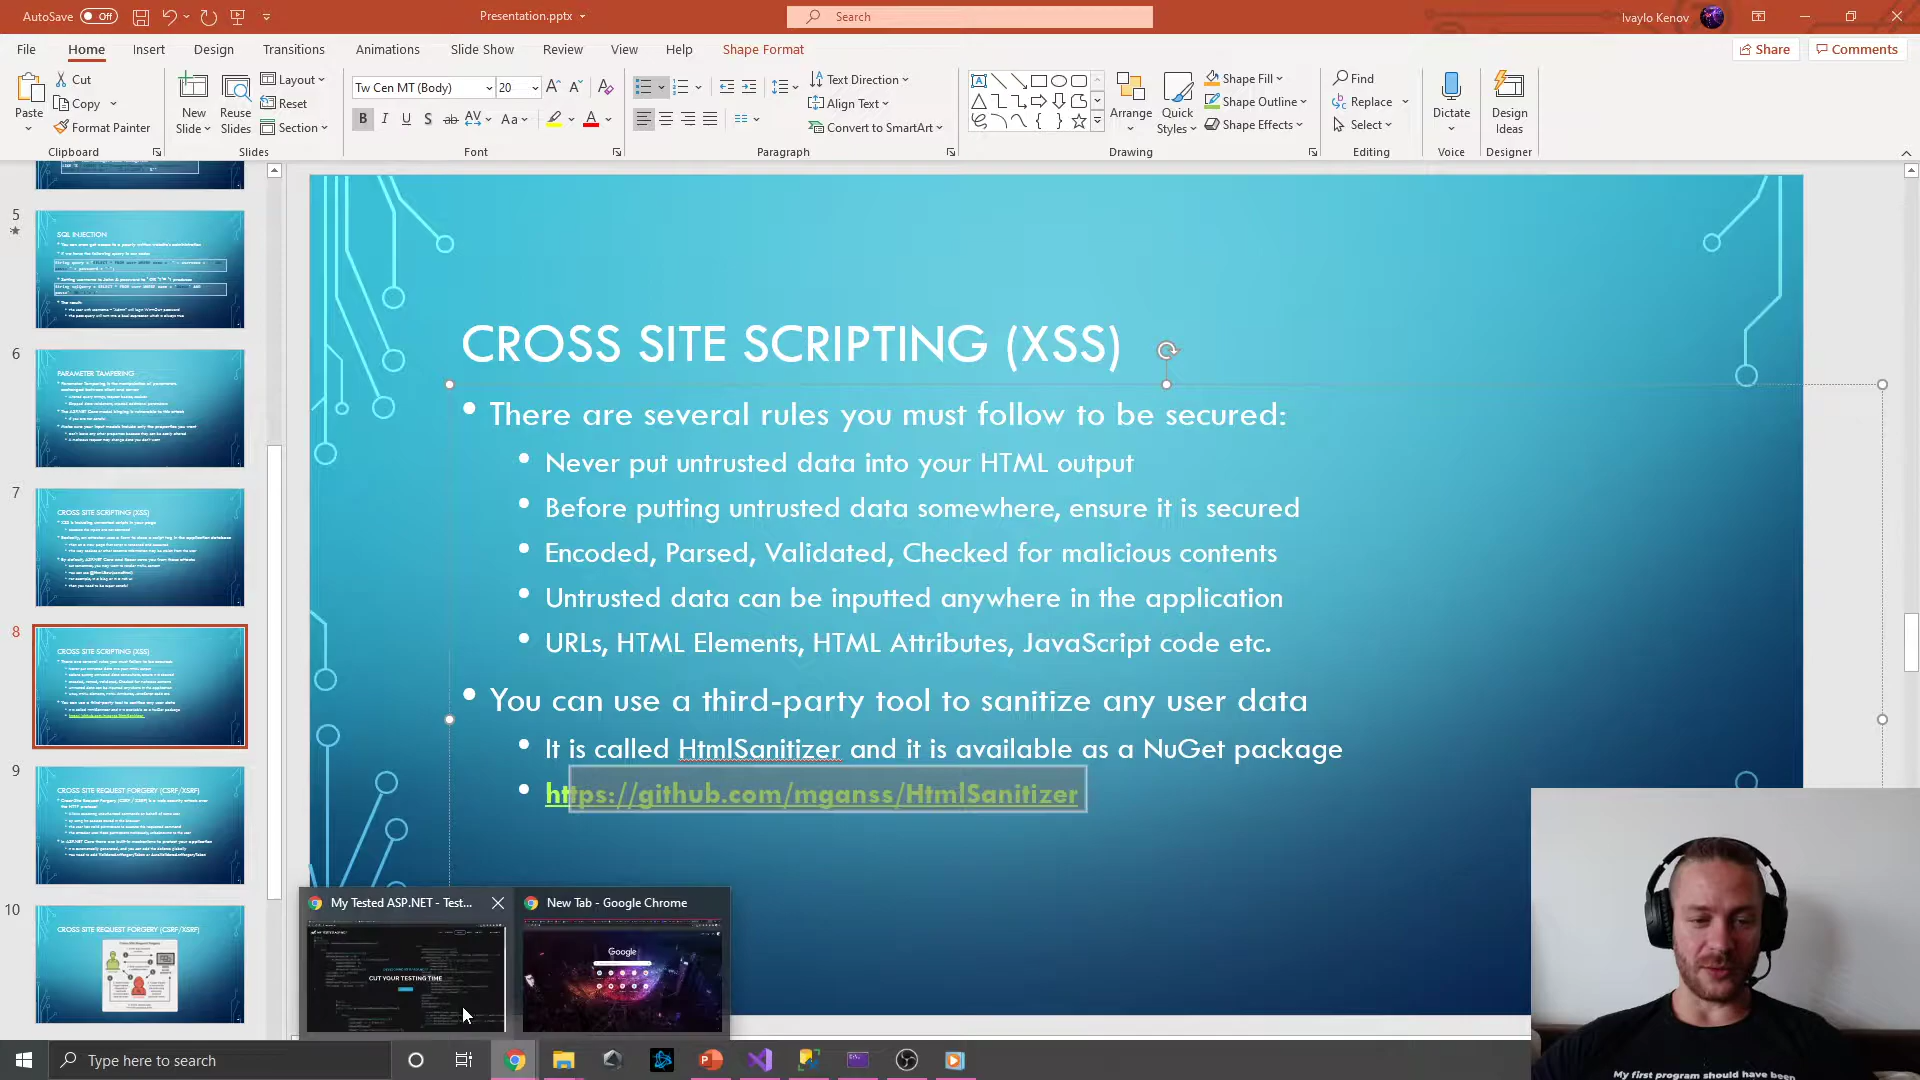 AutoSave Off
Presentation.pptx
Search
Ivaylo Kenov
File Home Insert Design Transitions Animations Slide Show Review View Help Shape Format
Share Comments
Paste
Cut
Copy
Format Painter
Clipboard
New Slide
Reuse Slides
Layout
Reset
Section
Slides
Tw Cen MT (Body) 20
Font
Text Direction
Align Text
Convert to SmartArt
Paragraph
Arrange
Quick Styles
Shape Fill
Shape Outline
Shape Effects
Drawing
Find
Replace
Select
Editing
Dictate
Voice
Design Ideas
Designer
5
SQL INJECTION
6
PARAMETER TAMPERING
7
CROSS SITE SCRIPTING (XSS)
8
CROSS SITE SCRIPTING (XSS)
9
CROSS SITE REQUEST FORGERY (CSRF/XSRF)
10
CROSS SITE REQUEST FORGERY (CSRF/XSRF)
CROSS SITE SCRIPTING (XSS)
• There are several rules you must follow to be secured:
• Never put untrusted data into your HTML output
• Before putting untrusted data somewhere, ensure it is secured
• Encoded, Parsed, Validated, Checked for malicious contents
• Untrusted data can be inputted anywhere in the application
• URLs, HTML Elements, HTML Attributes, JavaScript code etc.
• You can use a third-party tool to sanitize any user data
• It is called HtmlSanitizer and it is available as a NuGet package
• https://github.com/mganss/HtmlSanitizer
My Tested ASP.NET - Test...
New Tab - Google Chrome
CUT YOUR TESTING TIME
Google
Type here to search
My first program should have been